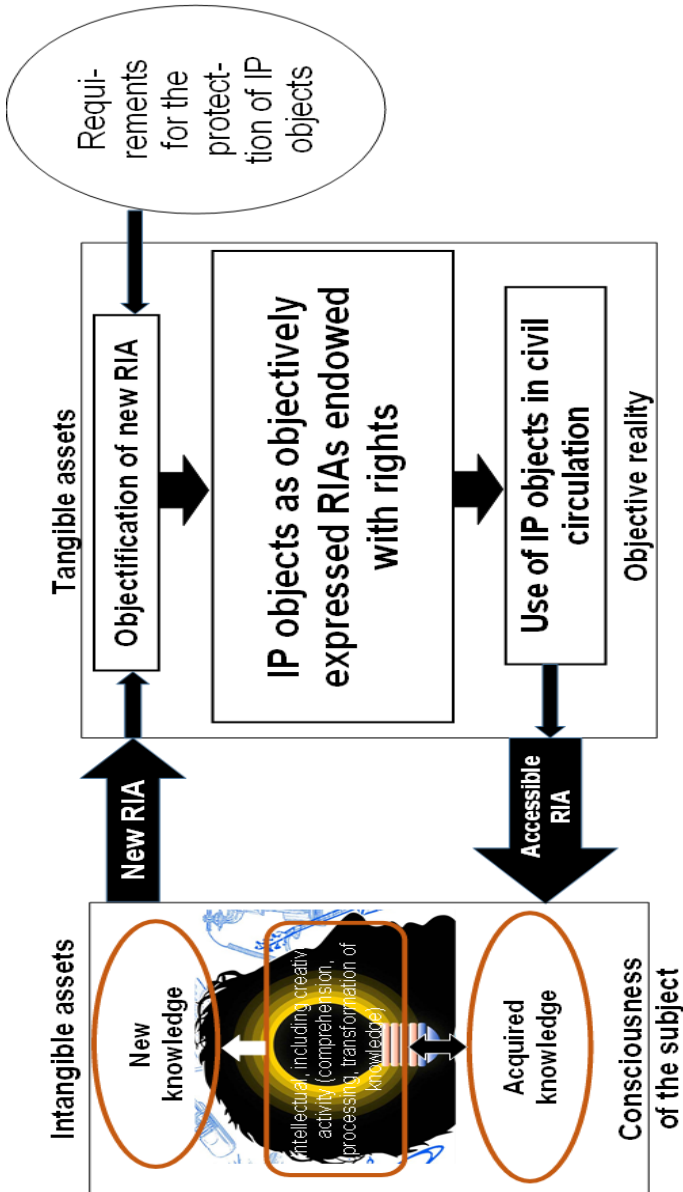 Intangible assets
New
knowledge
ntellectual, including creativ
activity (comprehension,
processing, transformation of
knowledge)
Acquired
knowledge
Consciousness
of the subject
New RIA
Accessible
RIA
Tangible assets
Objectification of new RIA
IP objects as objectively
expressed RIAs endowed
with rights
Use of IP objects in civil
circulation
Objective reality
Requi-
rements
for the
protect-
tion of IP
objects